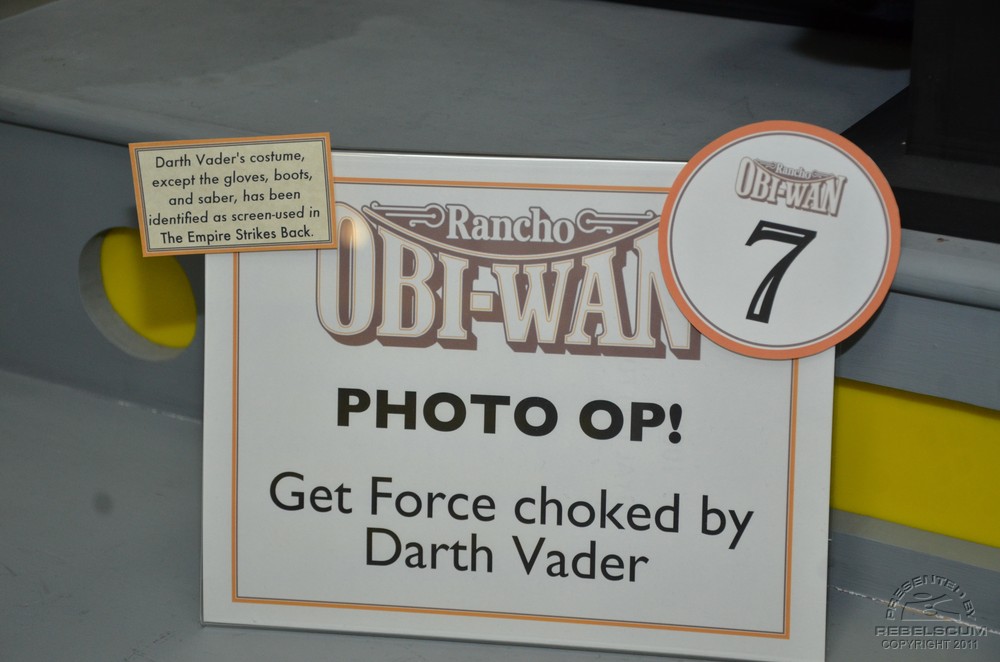 Darth Vader's costume,
except the gloves, boots,
and saber, has been
identified as screen-used in
The Empire Strikes Back.
Rancho
OBI-WAN
Rancho
OBI-WAN
7
PHOTO OP!
Get Force choked by
Darth Vader
PRESENTED BY
REBELSCUM
COPYRIGHT 2011